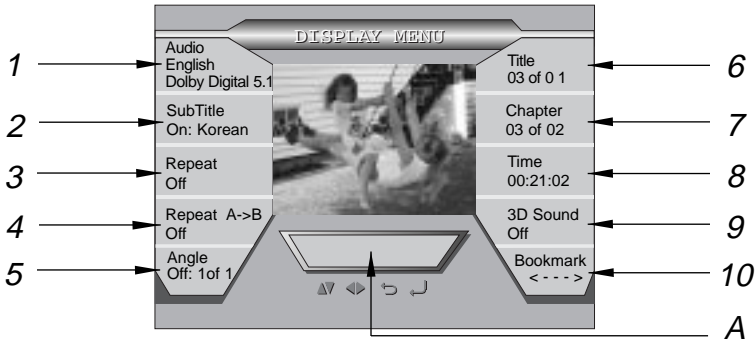 DISPLAY MENU
1
Audio
English
Dolby Digital 5.1
2
SubTitle
On: Korean
3
Repeat
Off
4
Repeat A->B
Off
5
Angle
Off: 1of 1
Title
03 of 0 1
6
Chapter
03 of 02
7
Time
00:21:02
8
3D Sound
Off
9
Bookmark
< - - - >
10
A